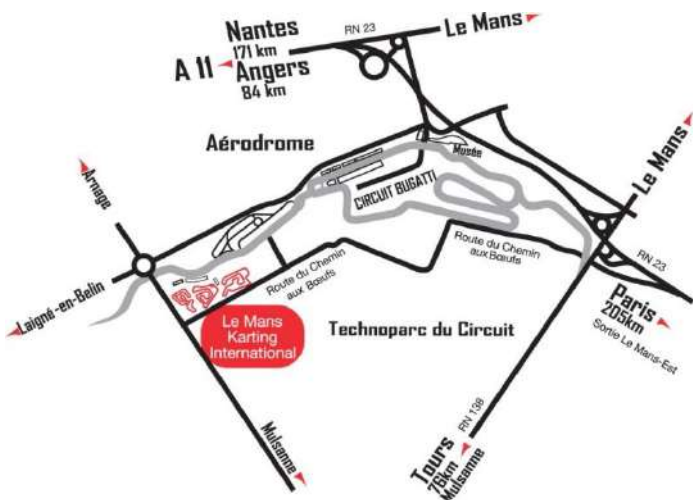 Nantes
171 km
RN 23
Le Mans
A 11
Angers
84 km
Aérodrome
Musée
Le Mans
Arnage
CIRCUIT BUGATTI
Route du Chemin
aux Bœufs
Route du Chemin
aux Bœufs
RN 23
Laigné-en-Belin
Paris
205km
Sortie Le Mans-Est
Le Mans
Karting
International
Technoparc du Circuit
RN 138
Mulsanne
Tours
76km
Mulsanne